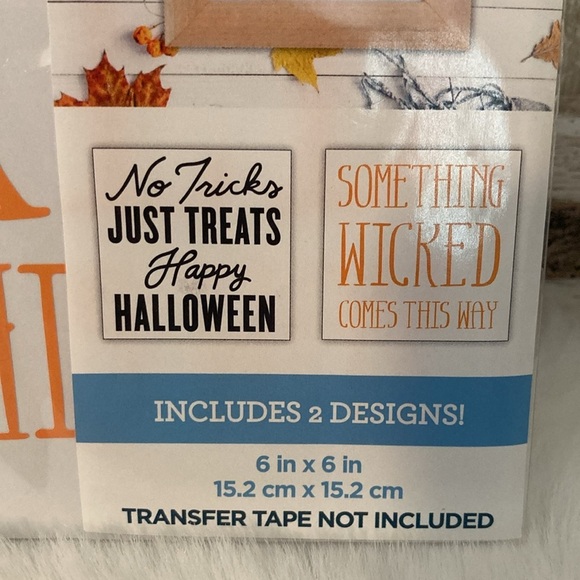 No Tricks
JUST TREATS
Happy
HALLOWEEN
SOMETHING
WICKED
COMES THIS WAY
INCLUDES 2 DESIGNS!
6 in x 6 in
15.2 cm x 15.2 cm
TRANSFER TAPE NOT INCLUDED